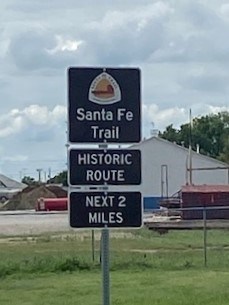 Santa Fe
Trail
HISTORIC
ROUTE
NEXT 2
MILES